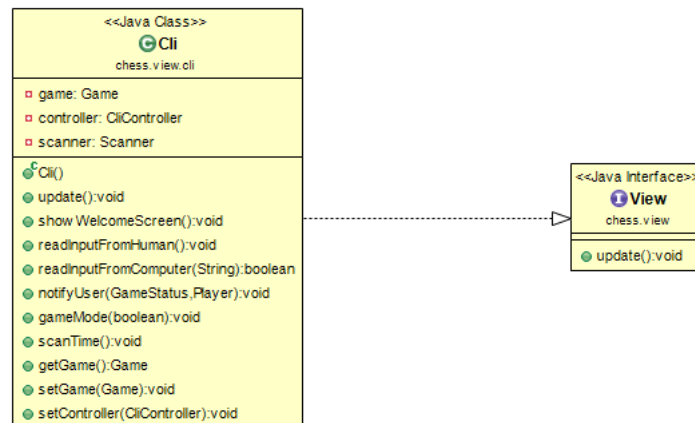 <<Java Class>>
Cli
chess.view.cli
game: Game
controller: CliController
scanner: Scanner
Cli()
update():void
showWelcomeScreen():void
readInputFromHuman():void
readInputFromComputer(String):boolean
notifyUser(GameStatus,Player):void
gameMode(boolean):void
scanTime():void
getGame():Game
setGame(Game):void
setController(CliController):void
<<Java Interface>>
View
chess.view
update():void